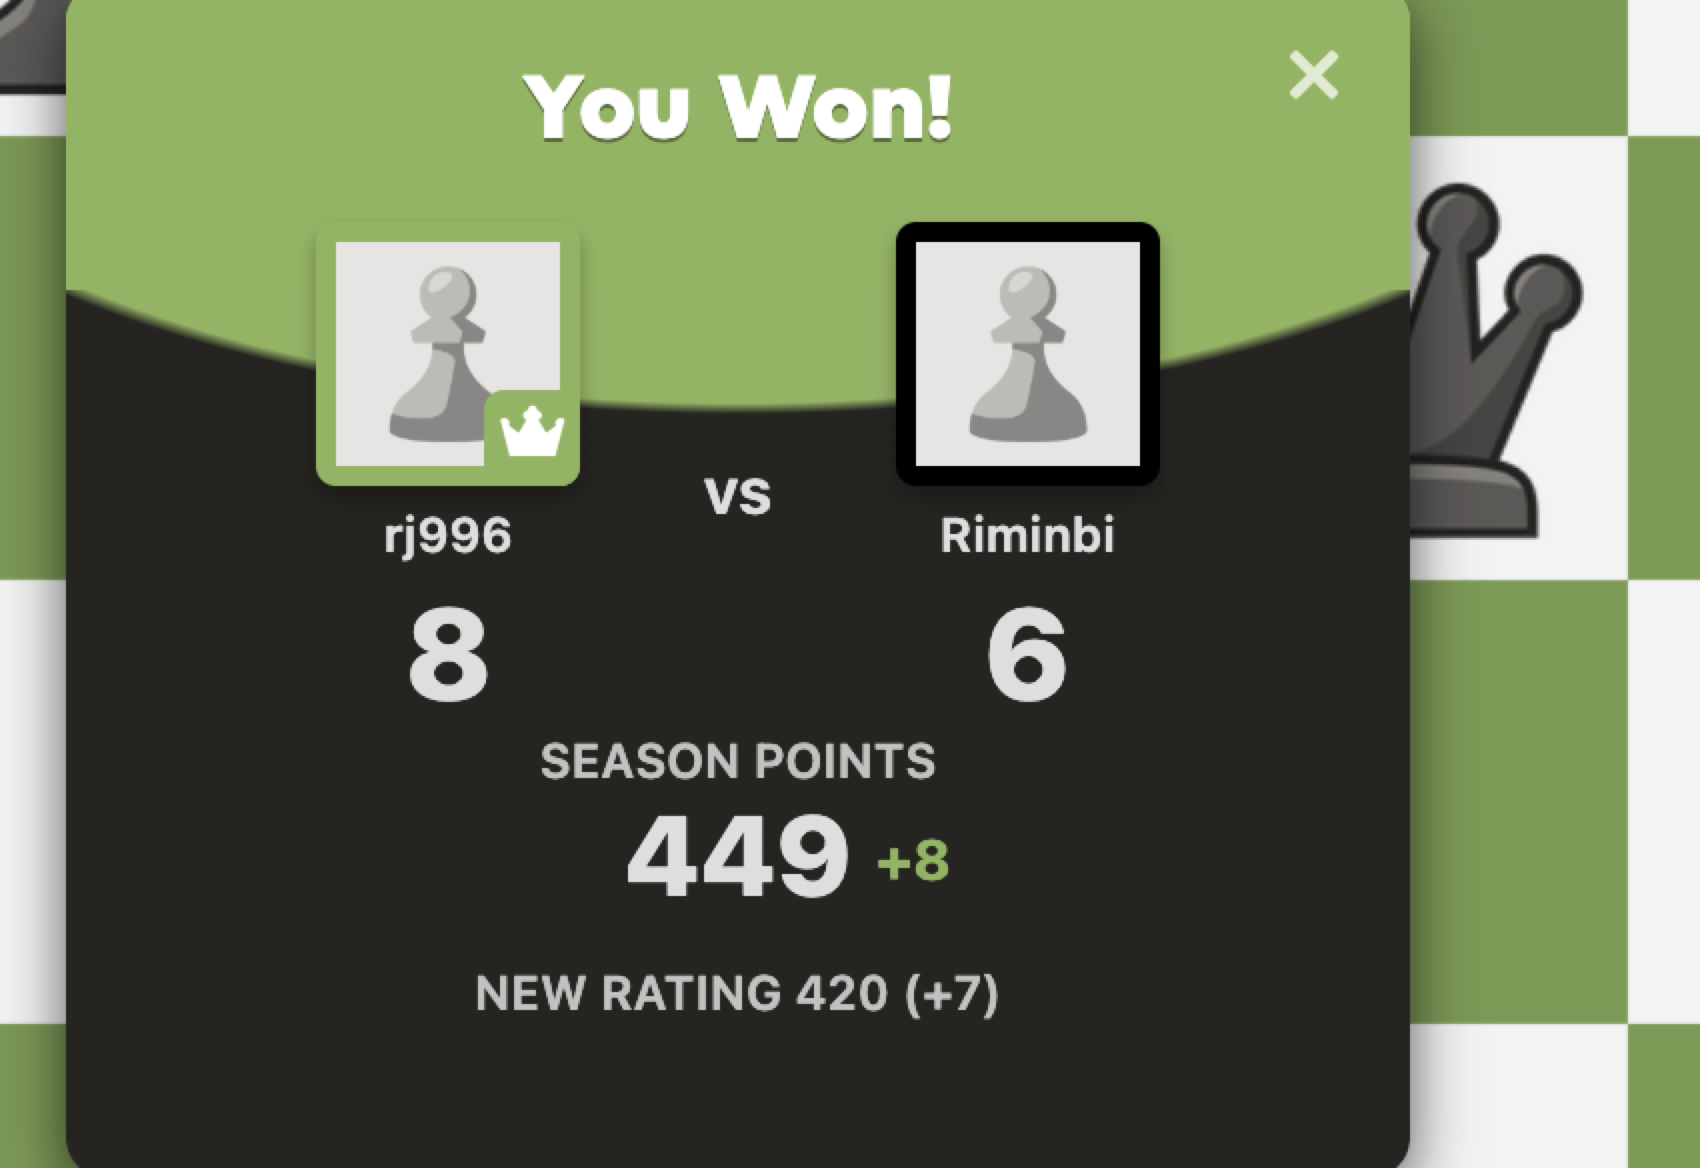 You Won!
vs
rj996
Riminbi
8
6
SEASON POINTS
449 +8
NEW RATING 420 (+7)